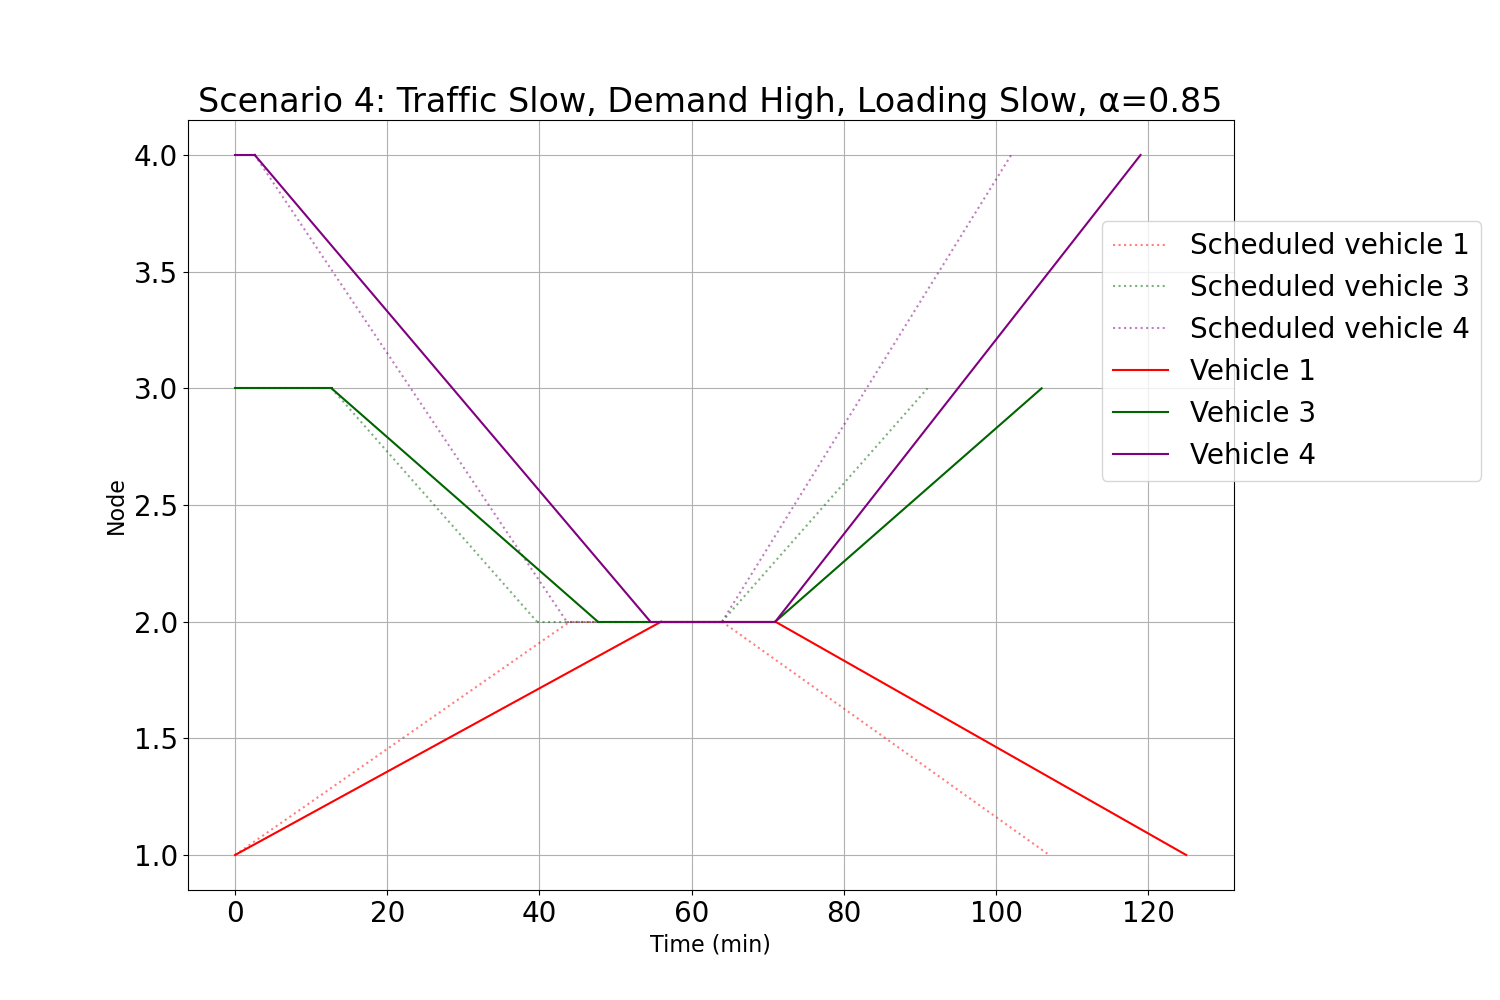 Scenario 4: Traffic Slow, Demand High, Loading Slow, α=0.85
4.0
3.5
3.0
2.5
2.0
1.5
1.0
Node
0 20 40 60 80 100 120
Time (min)
Scheduled vehicle 1
Scheduled vehicle 3
Scheduled vehicle 4
Vehicle 1
Vehicle 3
Vehicle 4